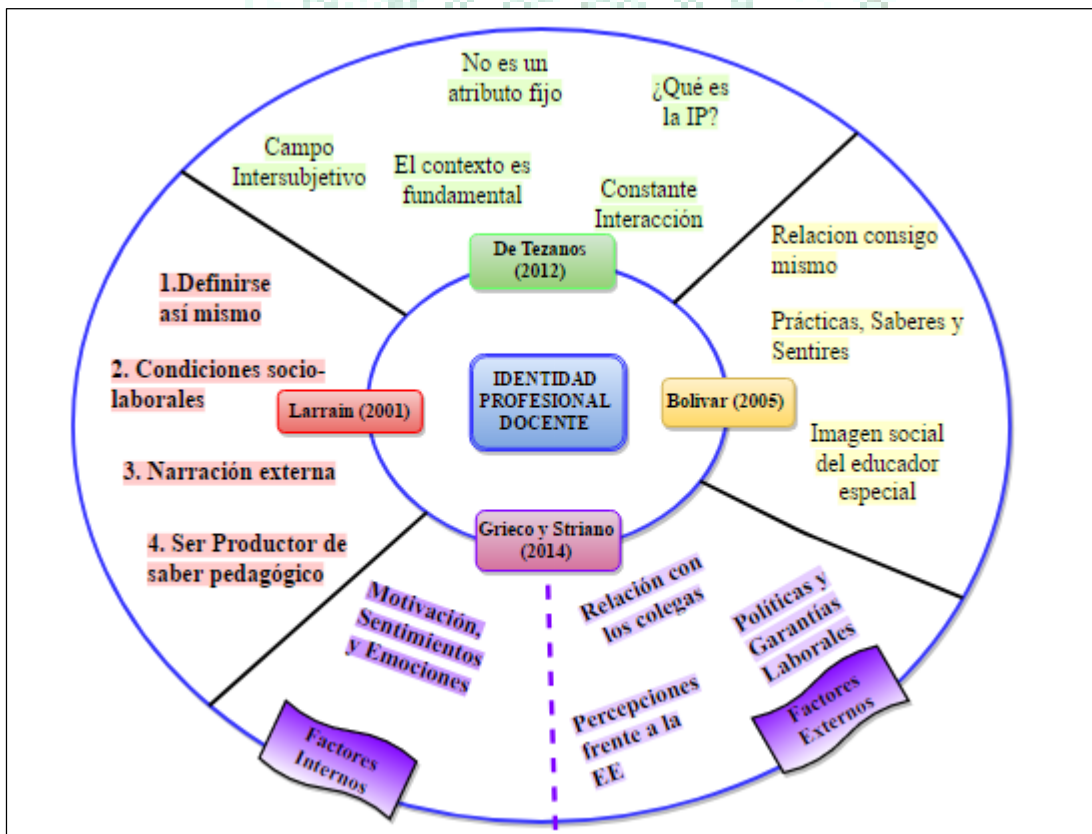 No es un
atributo fijo
¿Qué es
la IP?
Campo
Intersubjetivo
El contexto es
fundamental
Constante
Interacción
De Tezanos
(2012)
Relacion consigo
mismo
Prácticas, Saberes y
Sentires
Imagen social
del educador
especial
Bolivar (2005)
IDENTIDAD
PROFESIONAL
DOCENTE
Larrain (2001)
1.Definirse
así mismo
2. Condiciones socio-
laborales
3. Narración externa
4. Ser Productor de
saber pedagógico
Grieco y Striano
(2014)
Motivación,
Sentimientos
y Emociones
Factores
Internos
Relación con
los colegas
Percepciones
frente a la
EE
Políticas y
Garantías
Laborales
Factores
Externos